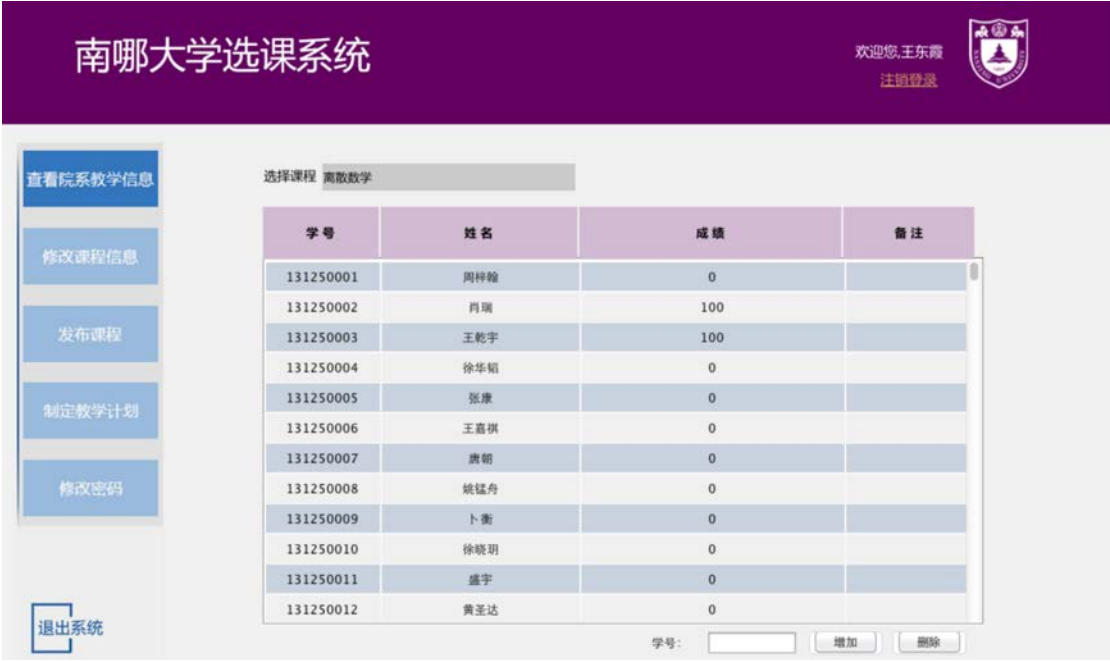 南哪大学选课系统
欢迎您,王东霞
注销登录
查看院系教学信息
修改课程信息
发布课程
制定教学计划
修改密码
退出系统
选择课程 离散数学
学号 姓名 成绩 备注
131250001 周梓翰 0
131250002 肖瑞 100
131250003 王乾宇 100
131250004 徐华韬 0
131250005 张康 0
131250006 王嘉祺 0
131250007 唐朝 0
131250008 姚锰舟 0
131250009 卜衡 0
131250010 徐晓玥 0
131250011 盛宇 0
131250012 黄圣达 0
学号: 增加 删除